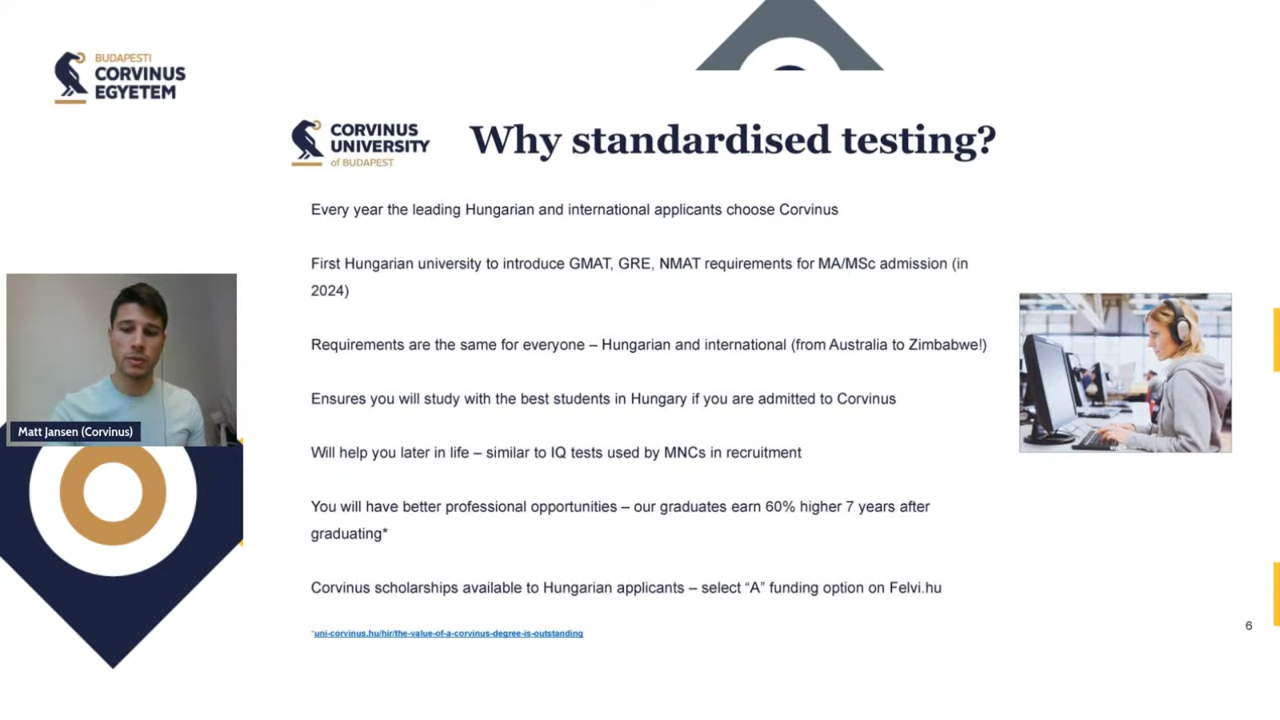 BUDAPESTI
CORVINUS
EGYETEM
CORVINUS
UNIVERSITY
of BUDAPEST
Why standardised testing?
Every year the leading Hungarian and international applicants choose Corvinus
First Hungarian university to introduce GMAT, GRE, NMAT requirements for MA/MSc admission (in
2024)
Requirements are the same for everyone – Hungarian and international (from Australia to Zimbabwe!)
Ensures you will study with the best students in Hungary if you are admitted to Corvinus
Matt Jansen (Corvinus)
Will help you later in life – similar to IQ tests used by MNCs in recruitment
You will have better professional opportunities – our graduates earn 60% higher 7 years after
graduating*
Corvinus scholarships available to Hungarian applicants – select “A” funding option on Felvi.hu
*uni-corvinus.hu/hir/the-value-of-a-corvinus-degree-is-outstanding
6